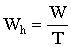 Wh = W/T